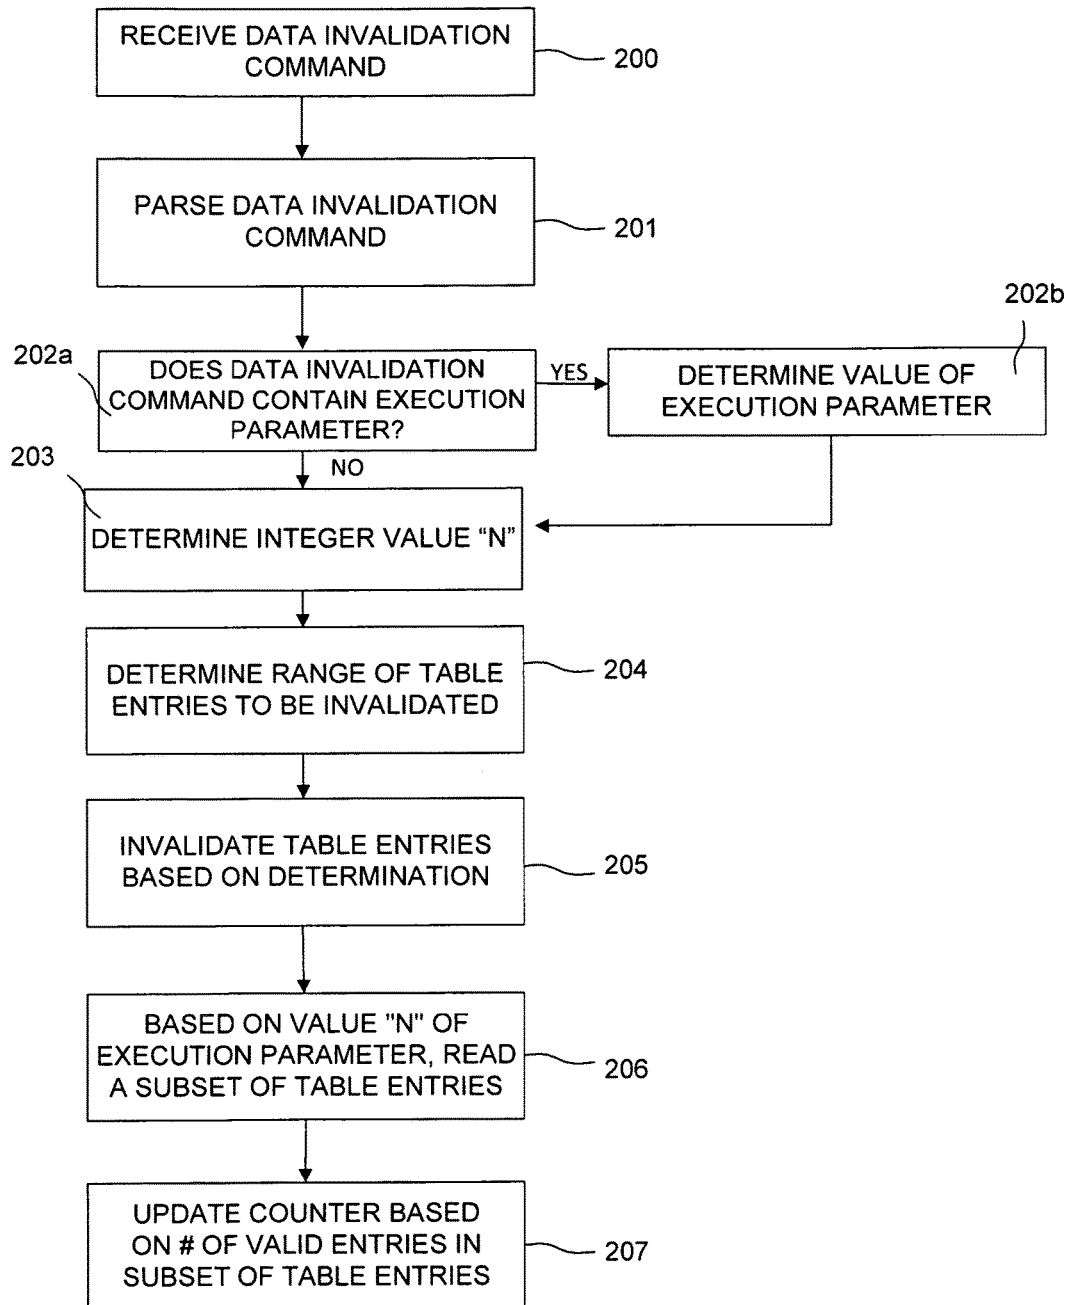 RECEIVE DATA INVALIDATION
COMMAND
200
PARSE DATA INVALIDATION
COMMAND
201
202a
DOES DATA INVALIDATION
COMMAND CONTAIN EXECUTION
PARAMETER?
YES
202b
DETERMINE VALUE OF
EXECUTION PARAMETER
NO
203
DETERMINE INTEGER VALUE “N”
DETERMINE RANGE OF TABLE
ENTRIES TO BE INVALIDATED
204
INVALIDATE TABLE ENTRIES
BASED ON DETERMINATION
205
BASED ON VALUE "N" OF
EXECUTION PARAMETER, READ
A SUBSET OF TABLE ENTRIES
206
UPDATE COUNTER BASED
ON # OF VALID ENTRIES IN
SUBSET OF TABLE ENTRIES
207